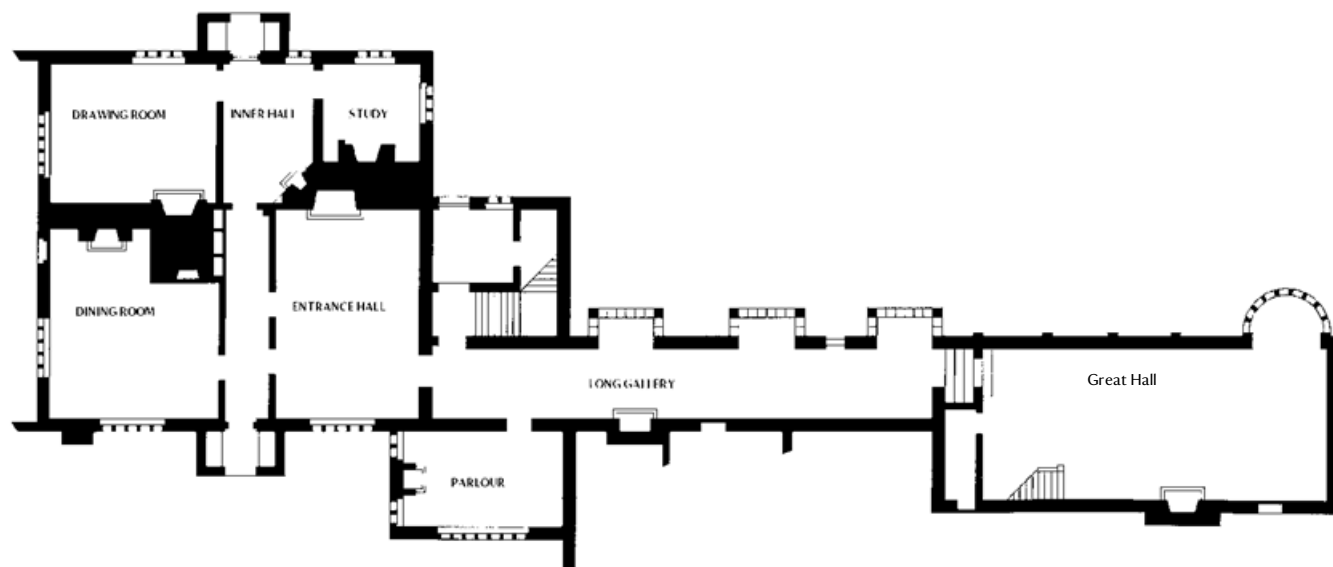 DRAWING ROOM
INNER HALL
STUDY
DINING ROOM
ENTRANCE HALL
LONG GALLERY
Great Hall
PARLOUR